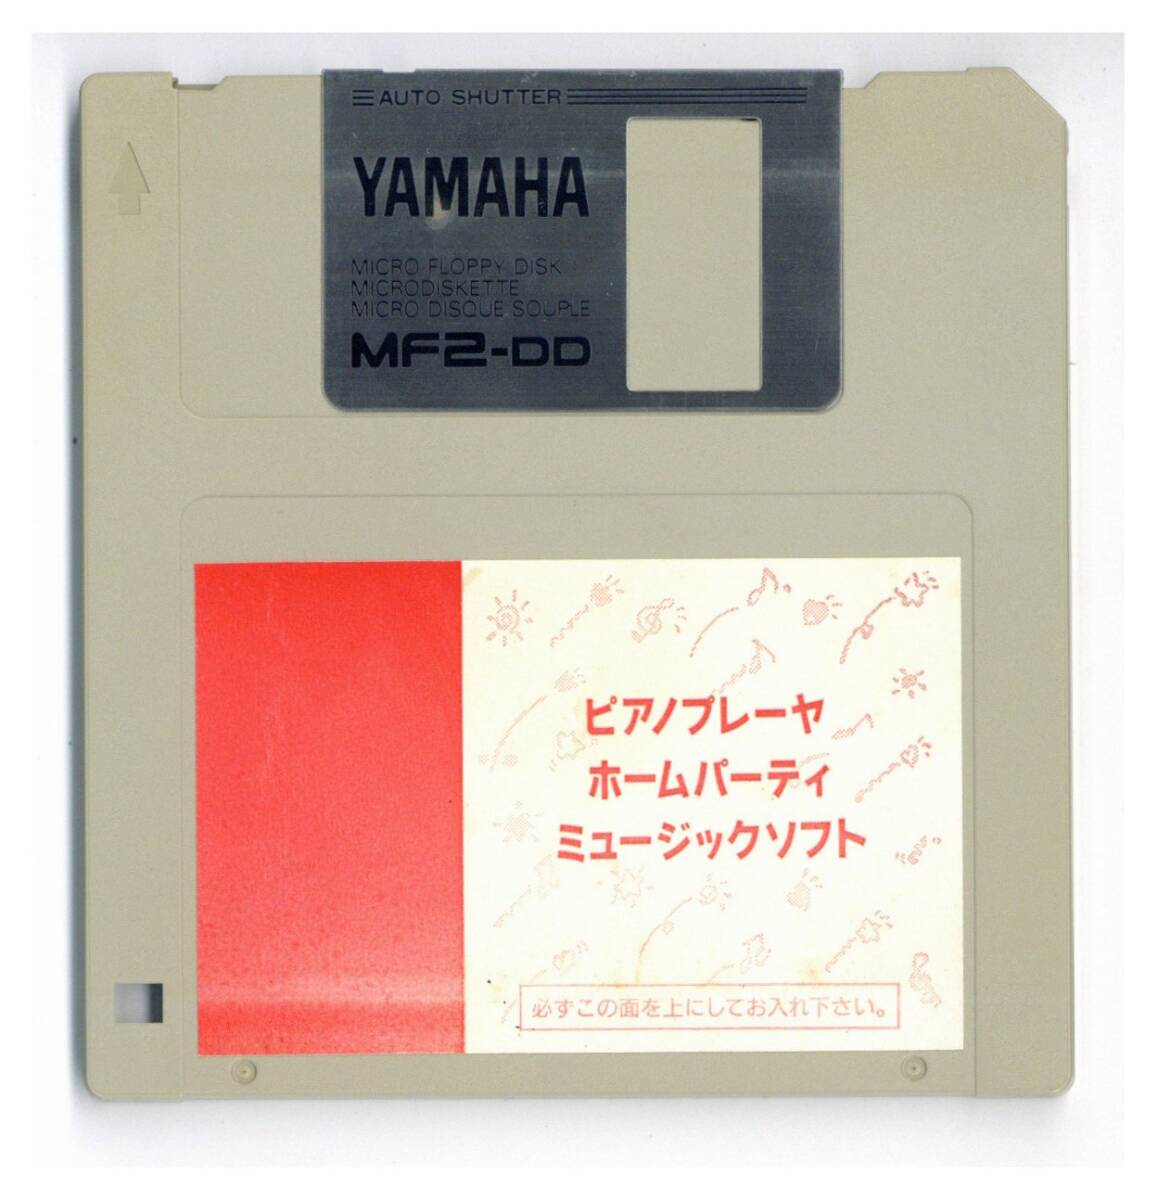 AUTO SHUTTER
YAMAHA
MICRO FLOPPY DISK
MICRODISKETTE
MICRO DISQUE SOUPLE
MF2-DD
ピアノプレーヤ
ホームパーティ
ミュージックソフト
必ずこの面を上にしてお入れ下さい。